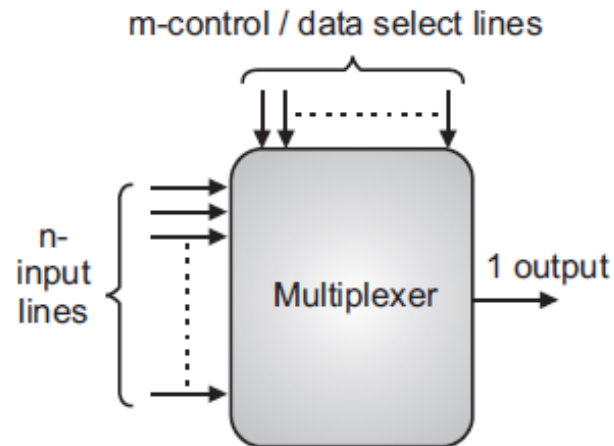 m-control / data select lines
n-
input
lines
Multiplexer
1 output